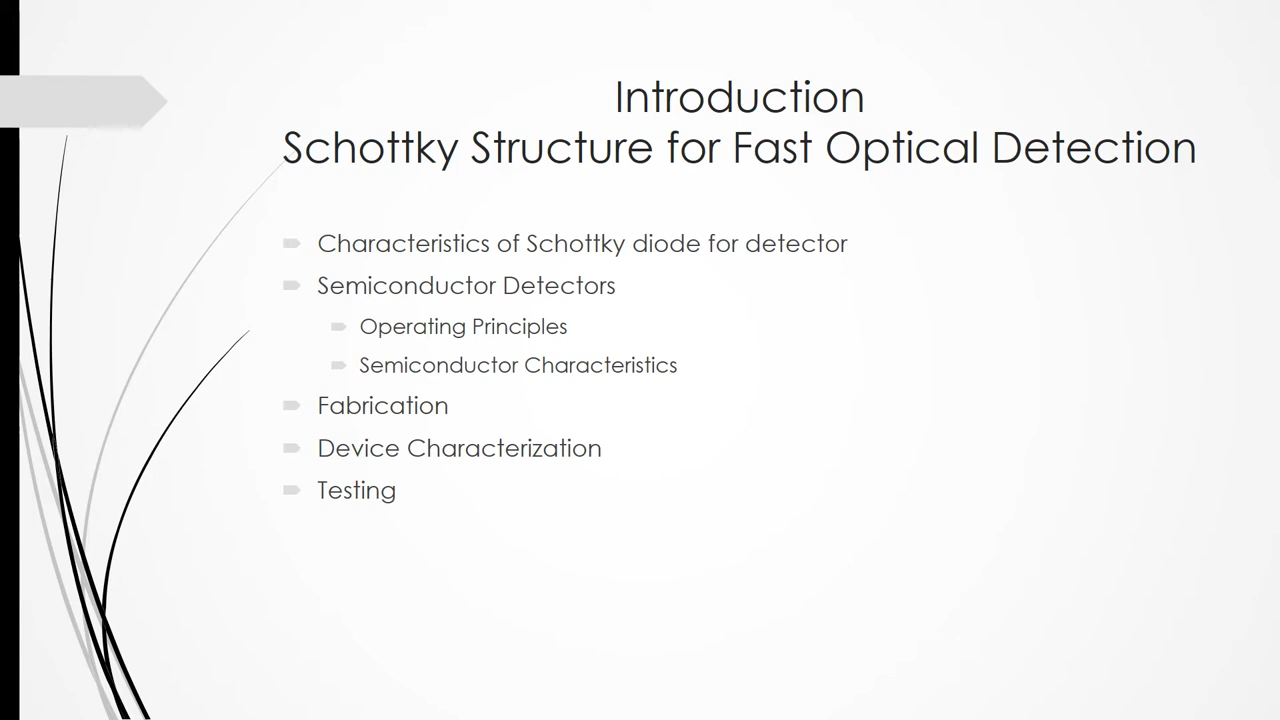 Introduction
Schottky Structure for Fast Optical Detection
Characteristics of Schottky diode for detector
Semiconductor Detectors
Operating Principles
Semiconductor Characteristics
Fabrication
Device Characterization
Testing